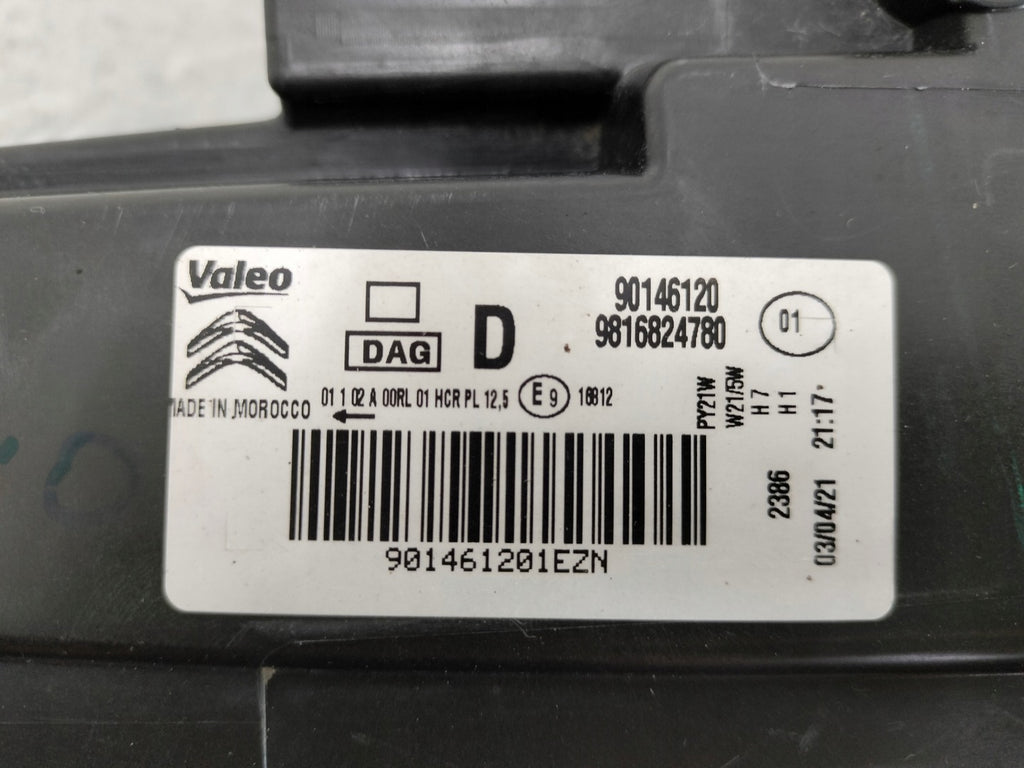 Valeo
DAG
D
90146120
9816824780
01
MADE IN MOROCCO
01 1 02 A 00RL 01 HCR PL 12,5
E9
16812
PY21W
W21/5W
H7
H1
2386
03/04/21 21:17
901461201EZN